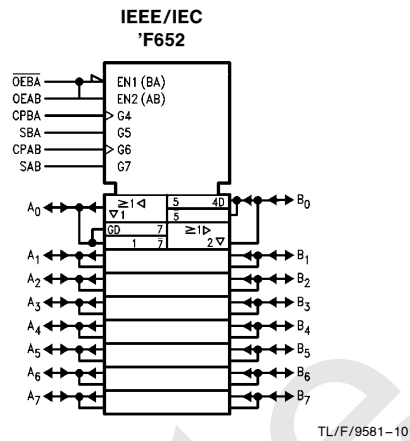 IEEE/IEC
'F652
OEBA EN1 (BA)
OEAB EN2 (AB)
CPBA G4
SBA G5
CPAB G6
SAB G7
A0 ≥1 ◁ 5 4D B0
▽1 5
GD 7 ≥1 ▷
1 7 2 ▽
A1 B1
A2 B2
A3 B3
A4 B4
A5 B5
A6 B6
A7 B7
TL/F/9581–10